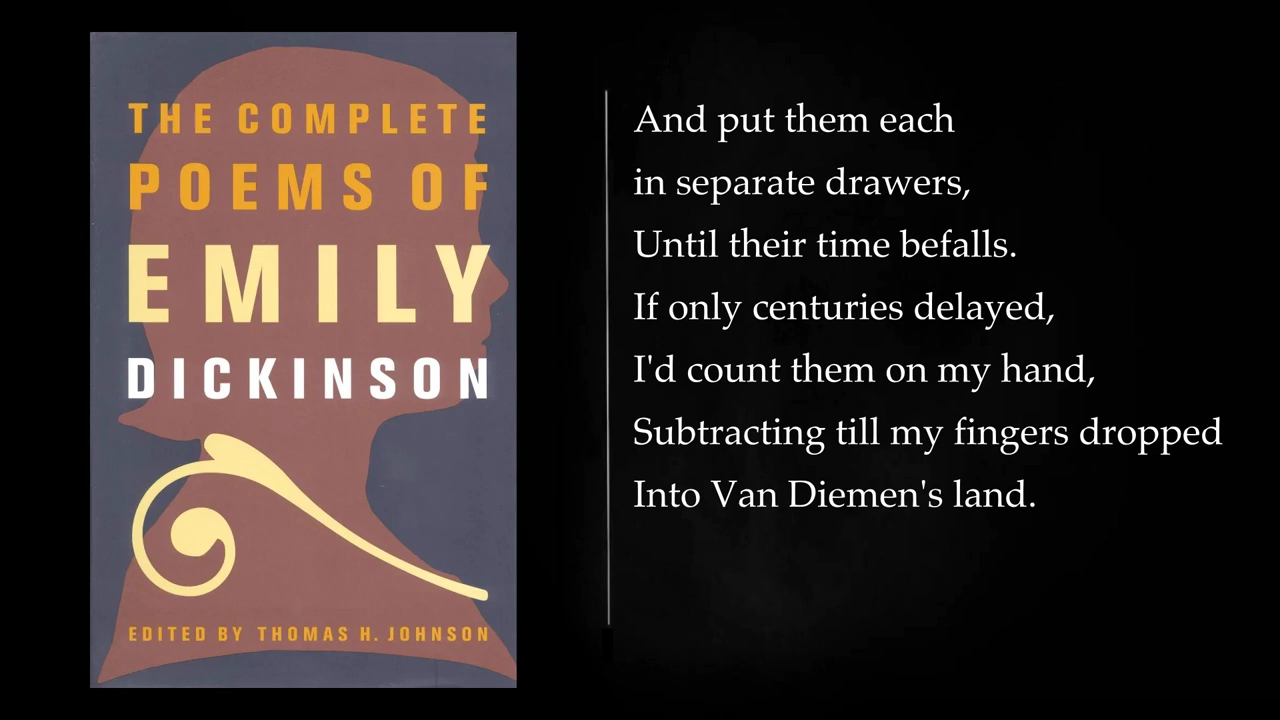 THE COMPLETE
POEMS OF
EMILY
DICKINSON
EDITED BY THOMAS H. JOHNSON
And put them each
in separate drawers,
Until their time befalls.
If only centuries delayed,
I'd count them on my hand,
Subtracting till my fingers dropped
Into Van Diemen's land.